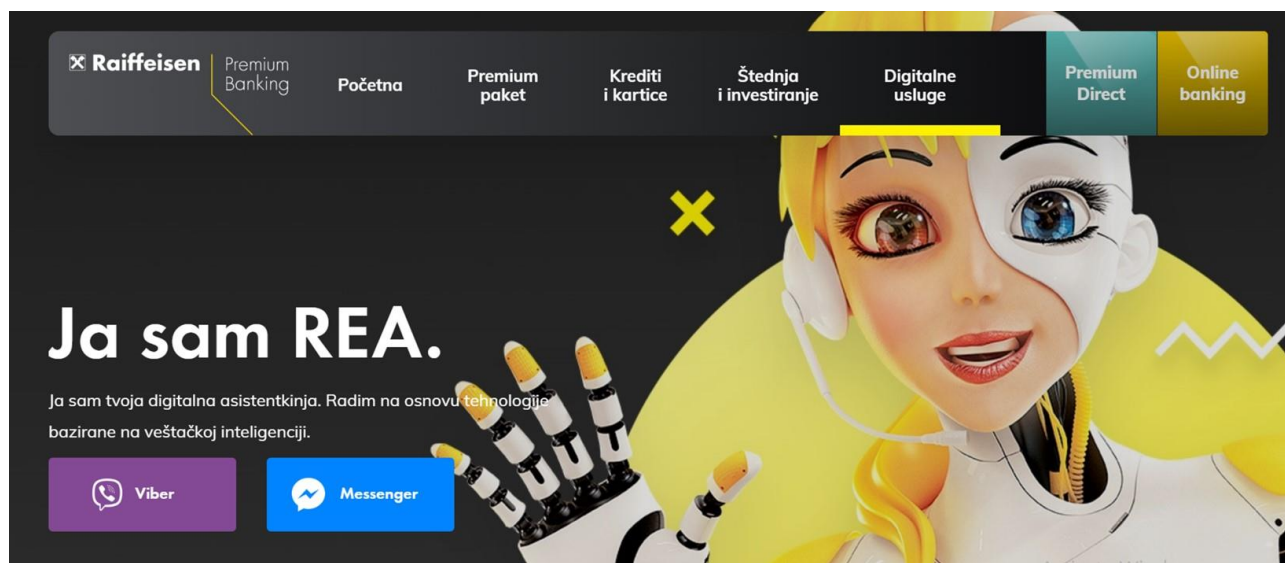 Raiffeisen
Premium
Banking
Početna
Premium
paket
Krediti
i kartice
Štednja
i investiranje
Digitalne
usluge
Premium
Direct
Online
banking
Ja sam REA.
Ja sam tvoja digitalna asistentkinja. Radim na osnovu tehnologije
bazirane na veštačkoj inteligenciji.
Viber
Messenger